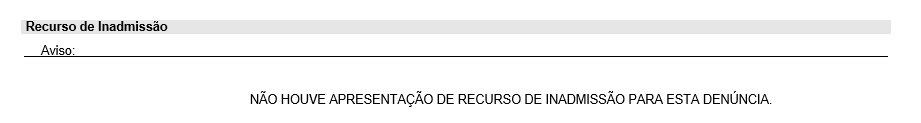 Recurso de Inadmissão
Aviso:
NÃO HOUVE APRESENTAÇÃO DE RECURSO DE INADMISSÃO PARA ESTA DENÚNCIA.